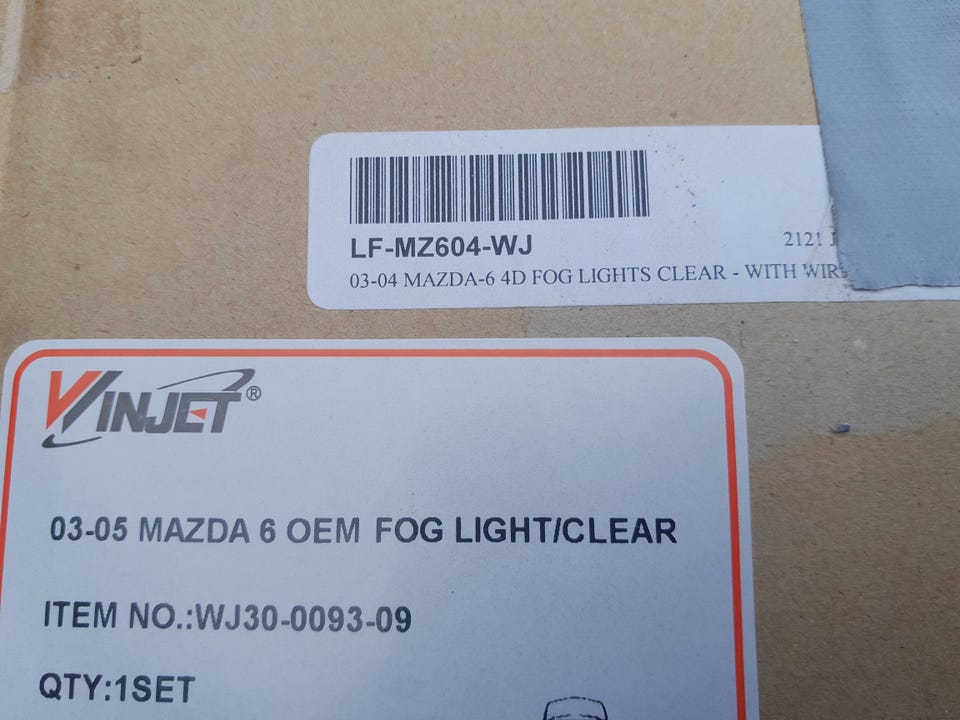 LF-MZ604-WJ
2121
03-04 MAZDA-6 4D FOG LIGHTS CLEAR - WITH
VINJET®
03-05 MAZDA 6 OEM FOG LIGHT/CLEAR
ITEM NO.:WJ30-0093-09
QTY:1SET